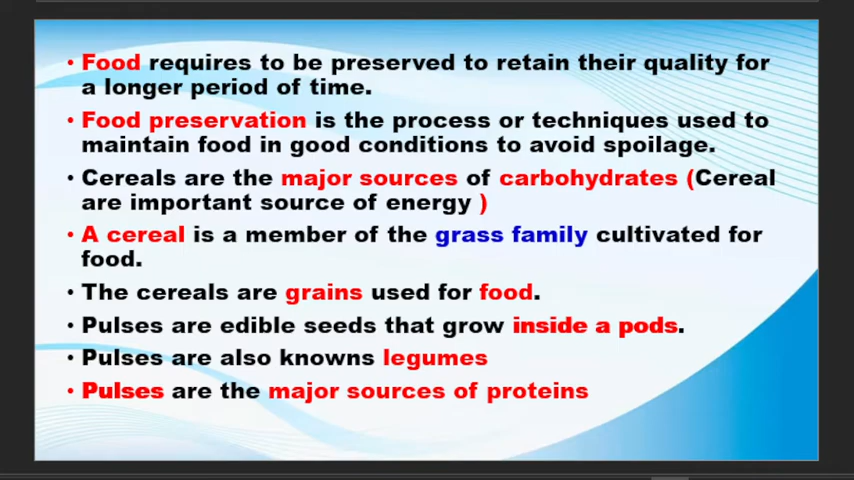 • Food requires to be preserved to retain their quality for
a longer period of time.
• Food preservation is the process or techniques used to
maintain food in good conditions to avoid spoilage.
• Cereals are the major sources of carbohydrates (Cereal
are important source of energy )
• A cereal is a member of the grass family cultivated for
food.
• The cereals are grains used for food.
• Pulses are edible seeds that grow inside a pods.
• Pulses are also knowns legumes
• Pulses are the major sources of proteins